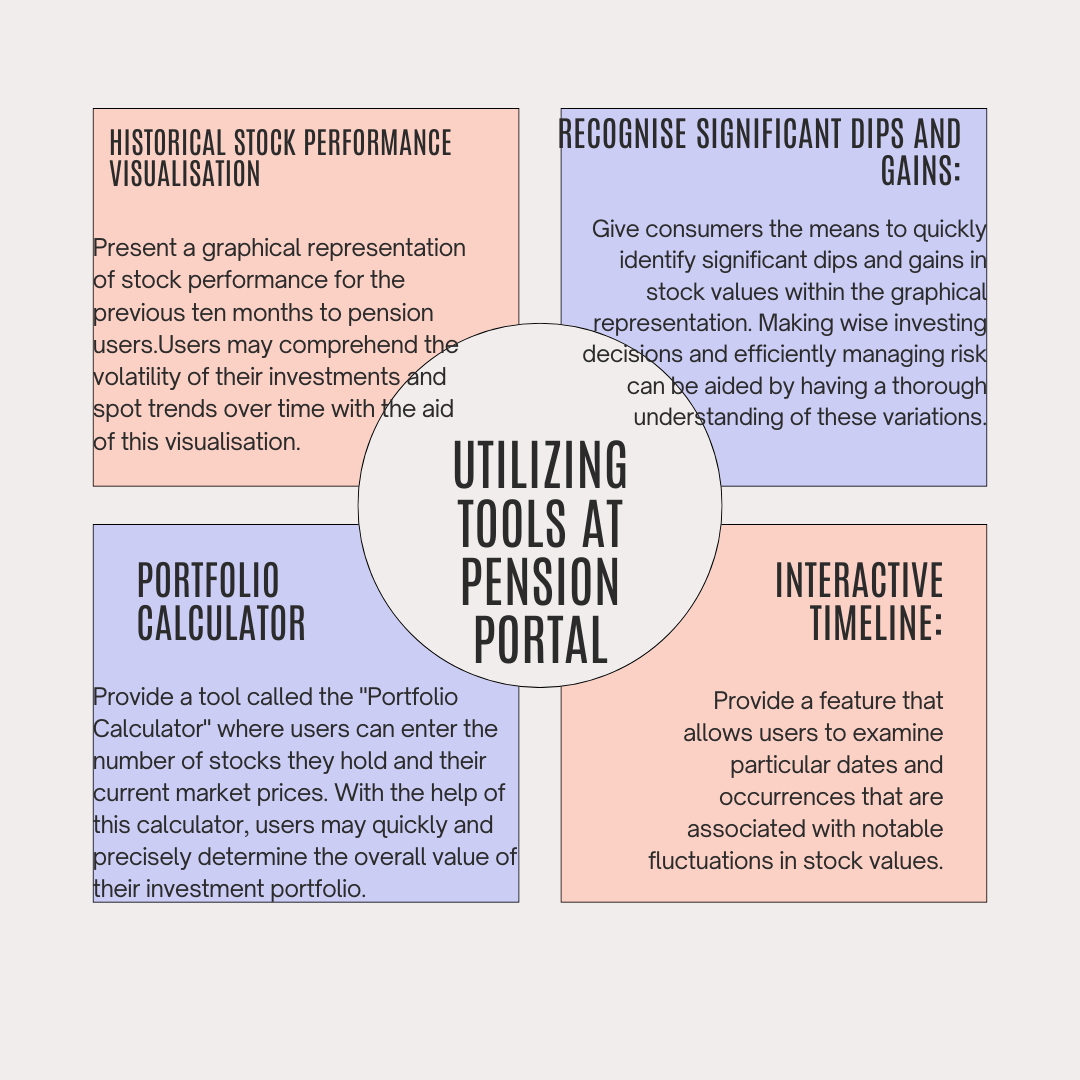 HISTORICAL STOCK PERFORMANCE
VISUALISATION
Present a graphical representation
of stock performance for the
previous ten months to pension
users.Users may comprehend the
volatility of their investments and
spot trends over time with the aid
of this visualisation.
RECOGNISE SIGNIFICANT DIPS AND
GAINS:
Give consumers the means to quickly
identify significant dips and gains in
stock values within the graphical
representation. Making wise investing
decisions and efficiently managing risk
can be aided by having a thorough
understanding of these variations.
UTILIZING
TOOLS AT
PENSION
PORTAL
PORTFOLIO
CALCULATOR
Provide a tool called the "Portfolio
Calculator" where users can enter the
number of stocks they hold and their
current market prices. With the help of
this calculator, users may quickly and
precisely determine the overall value of
their investment portfolio.
INTERACTIVE
TIMELINE:
Provide a feature that
allows users to examine
particular dates and
occurrences that are
associated with notable
fluctuations in stock values.